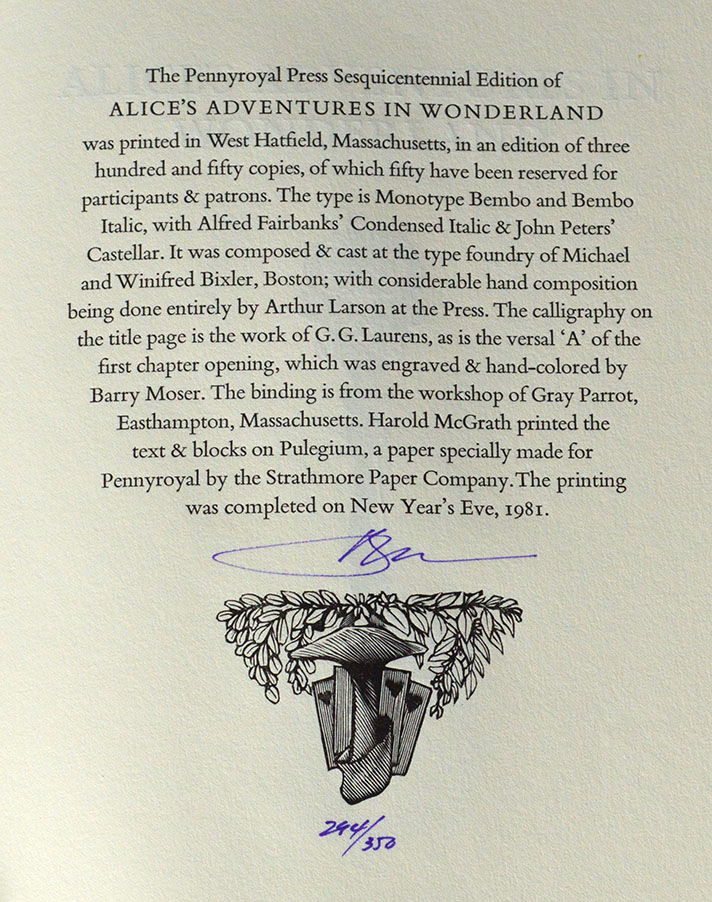 The Pennyroyal Press Sesquicentennial Edition of
ALICE'S ADVENTURES IN WONDERLAND
was printed in West Hatfield, Massachusetts, in an edition of three
hundred and fifty copies, of which fifty have been reserved for
participants & patrons. The type is Monotype Bembo and Bembo
Italic, with Alfred Fairbanks' Condensed Italic & John Peters'
Castellar. It was composed & cast at the type foundry of Michael
and Winifred Bixler, Boston; with considerable hand composition
being done entirely by Arthur Larson at the Press. The calligraphy on
the title page is the work of G. G. Laurens, as is the versal ‘A’ of the
first chapter opening, which was engraved & hand-colored by
Barry Moser. The binding is from the workshop of Gray Parrot,
Easthampton, Massachusetts. Harold McGrath printed the
text & blocks on Pulegium, a paper specially made for
Pennyroyal by the Strathmore Paper Company. The printing
was completed on New Year's Eve, 1981.
294/350